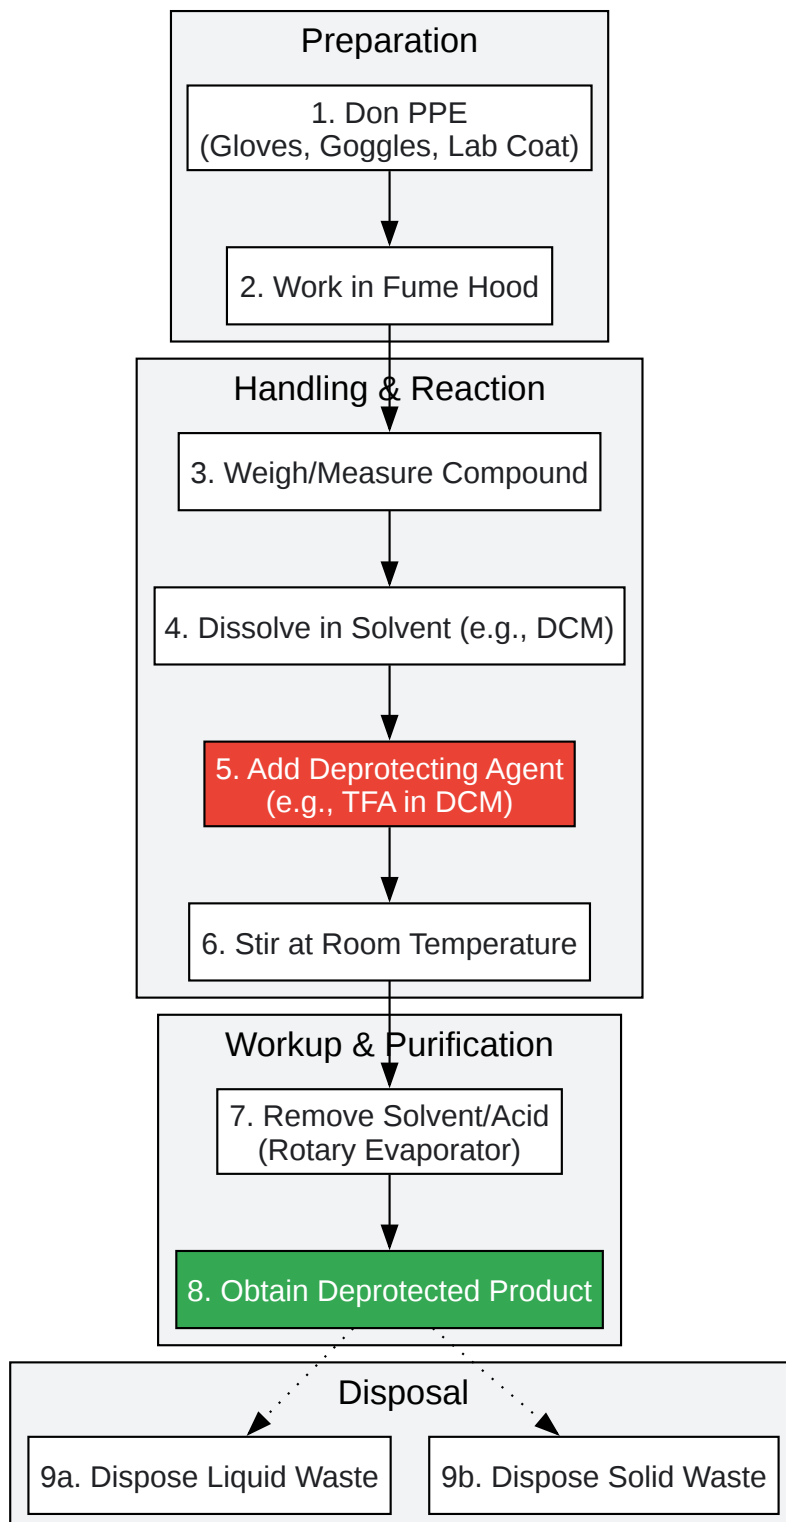 Preparation
1. Don PPE
(Gloves, Goggles, Lab Coat)
2. Work in Fume Hood
Handling & Reaction
3. Weigh/Measure Compound
4. Dissolve in Solvent (e.g., DCM)
5. Add Deprotecting Agent
(e.g., TFA in DCM)
6. Stir at Room Temperature
Workup & Purification
7. Remove Solvent/Acid
(Rotary Evaporator)
8. Obtain Deprotected Product
Disposal
9a. Dispose Liquid Waste
9b. Dispose Solid Waste